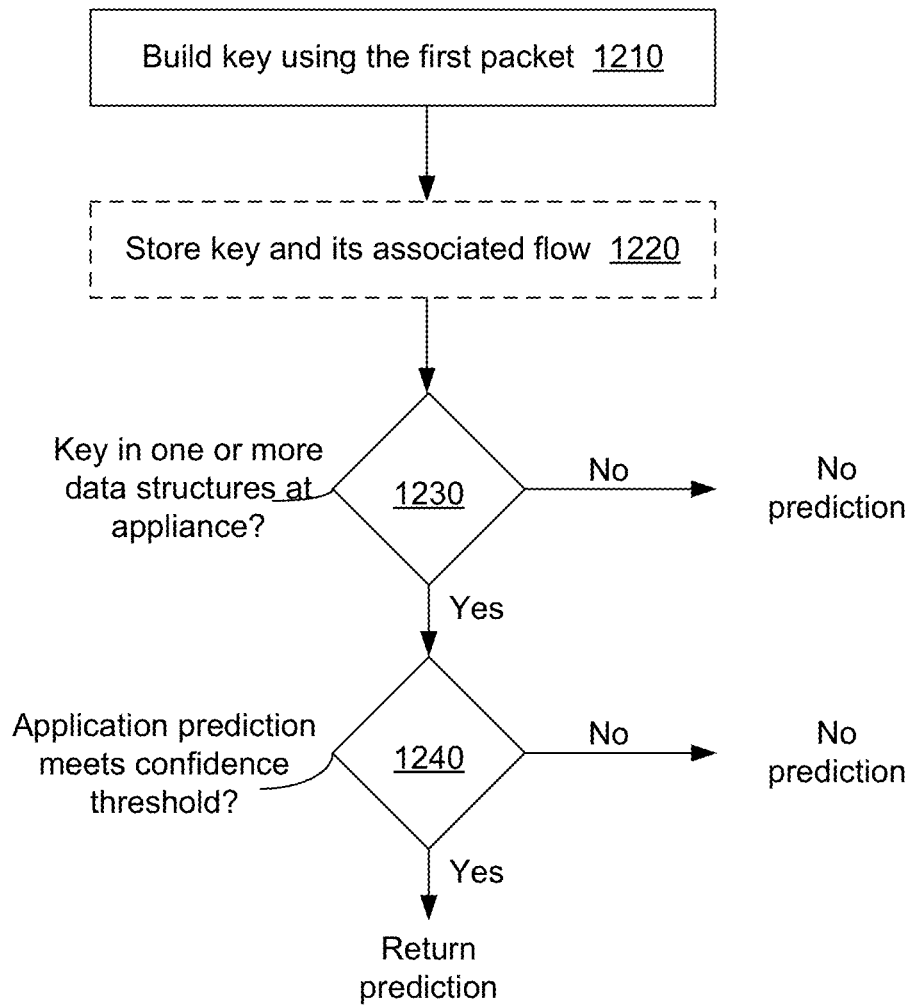 Build key using the first packet 1210
Store key and its associated flow 1220
Key in one or more
data structures at
appliance?
1230
No
No
prediction
Yes
Application prediction
meets confidence
threshold?
1240
No
No
prediction
Yes
Return
prediction